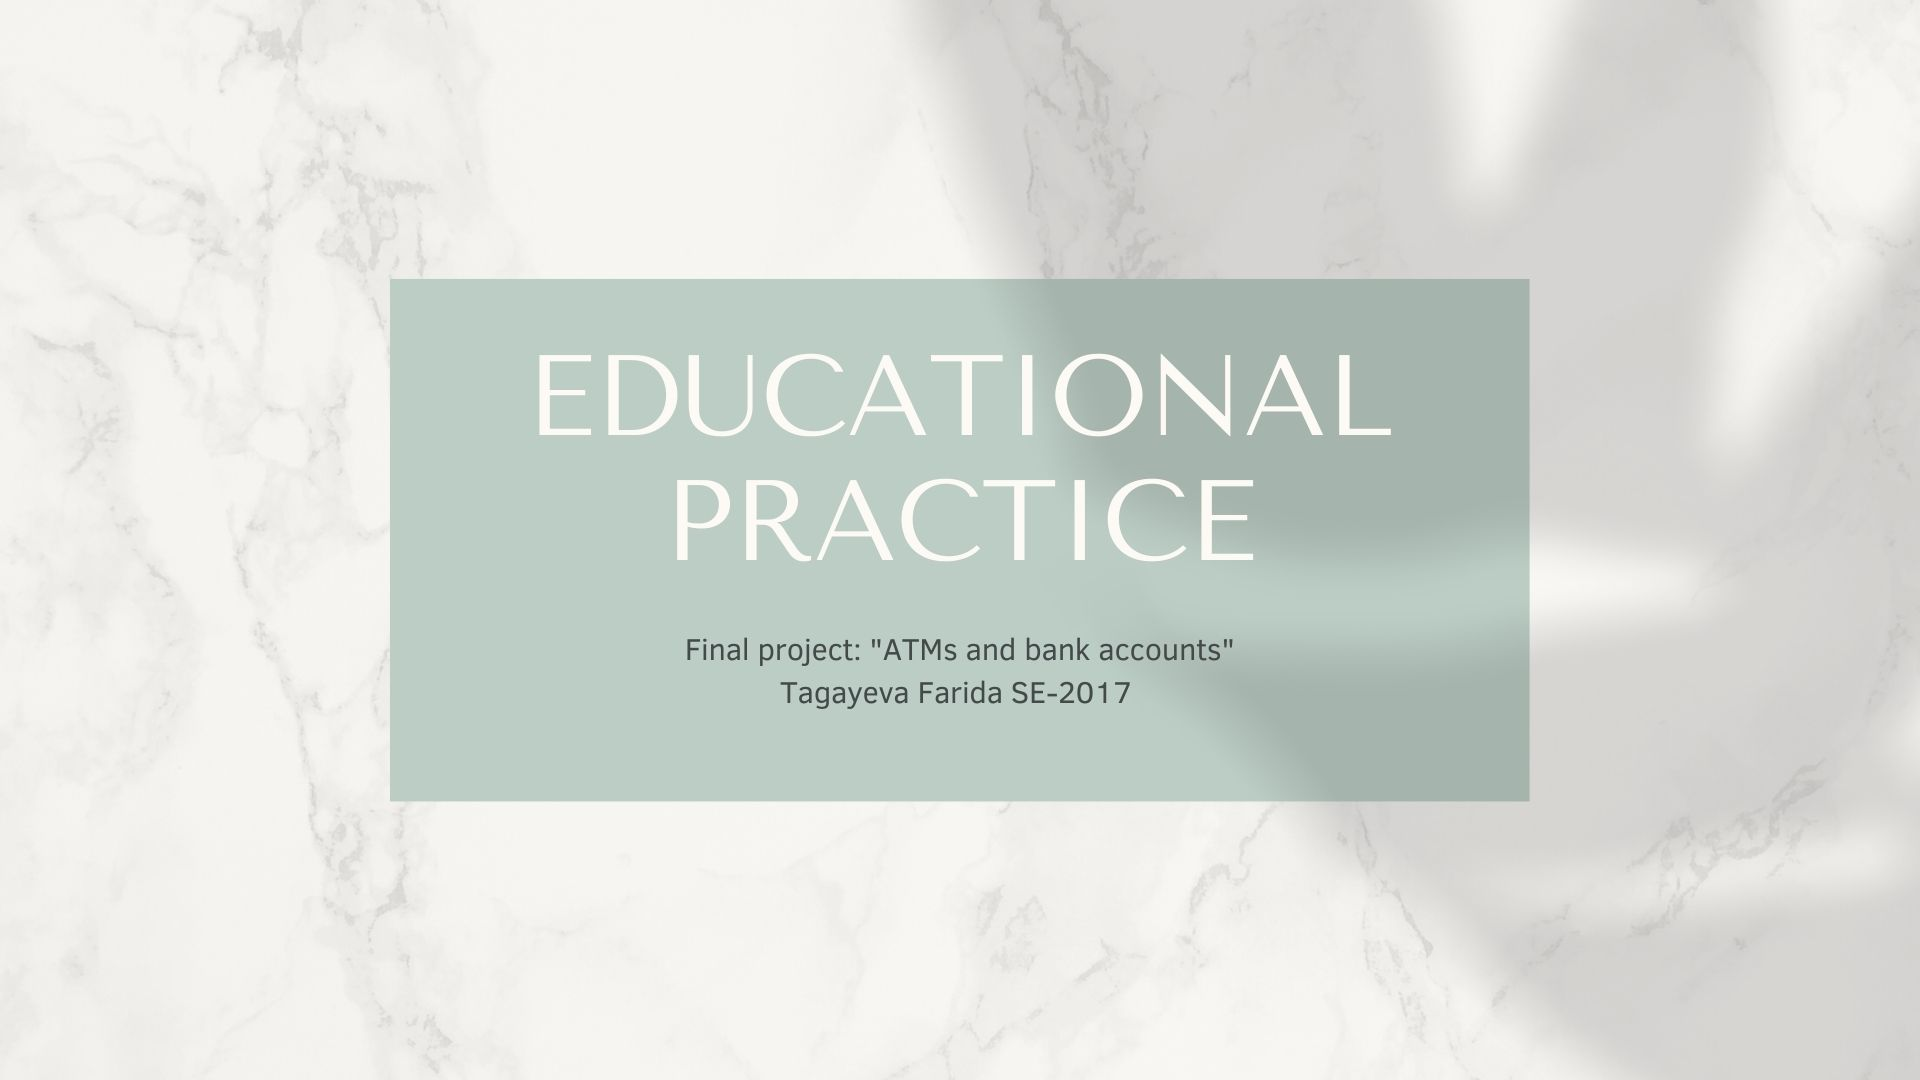 EDUCATIONAL
PRACTICE
Final project: "ATMs and bank accounts"
Tagayeva Farida SE-2017